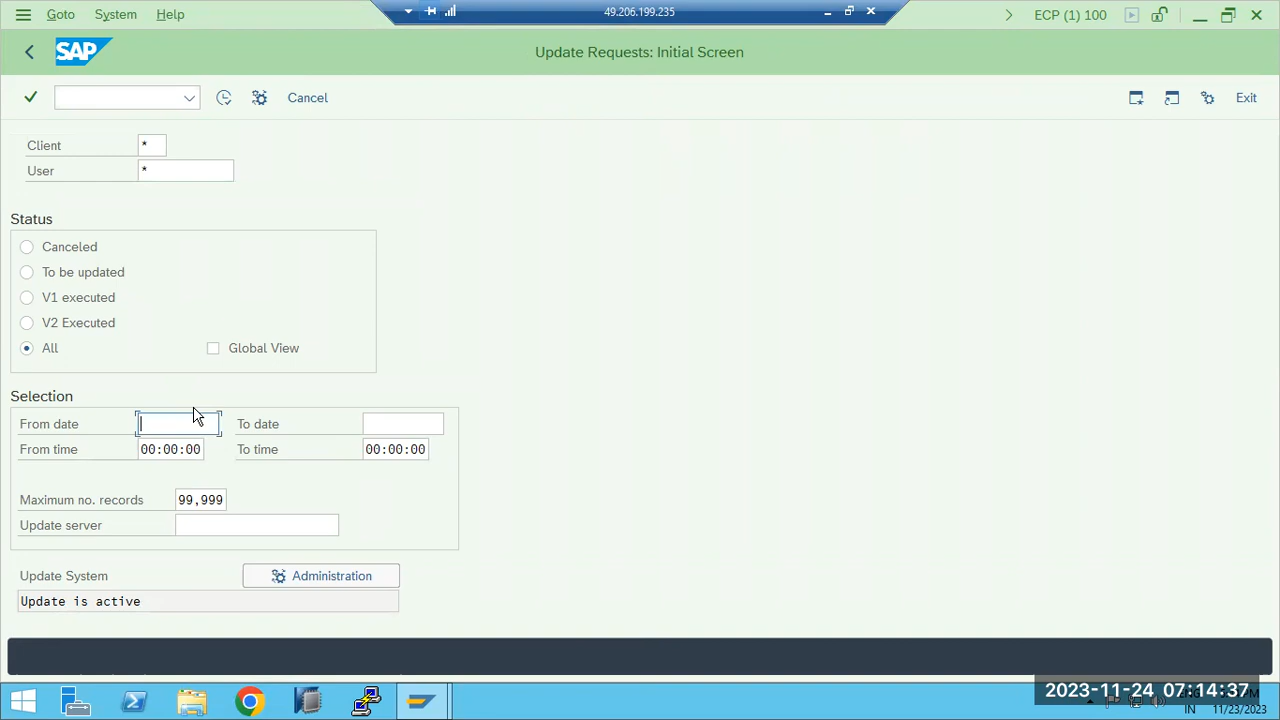 Goto System Help 49.206.199.235 ECP (1) 100
SAP Update Requests: Initial Screen
Cancel Exit
Client *
User *
Status
Canceled
To be updated
V1 executed
V2 Executed
All Global View
Selection
From date To date
From time 00:00:00 To time 00:00:00
Maximum no. records 99,999
Update server
Update System Administration
Update is active
2023-11-24 07:14:37
IN 11/23/2023